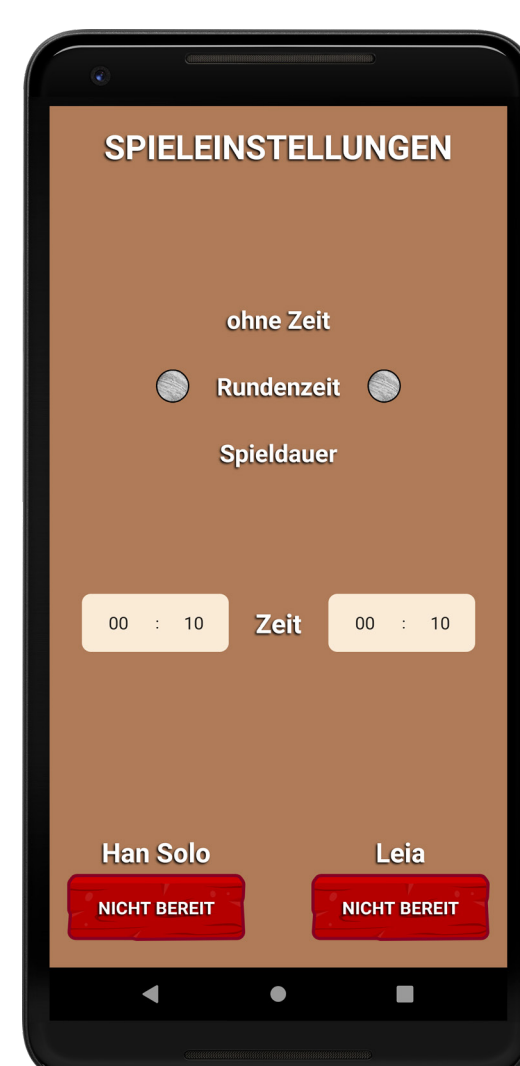 SPIELEINSTELLUNGEN
ohne Zeit
Rundenzeit
Spieldauer
00 : 10 Zeit 00 : 10
Han Solo Leia
NICHT BEREIT NICHT BEREIT